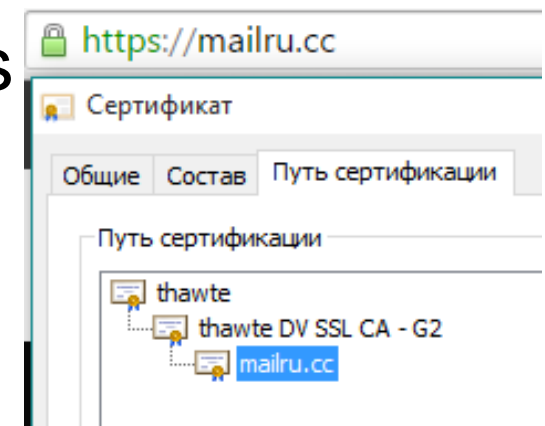 s
https://mailru.cc
Сертификат
Общие Состав Путь сертификации
Путь сертификации
thawte
thawte DV SSL CA - G2
mailru.cc